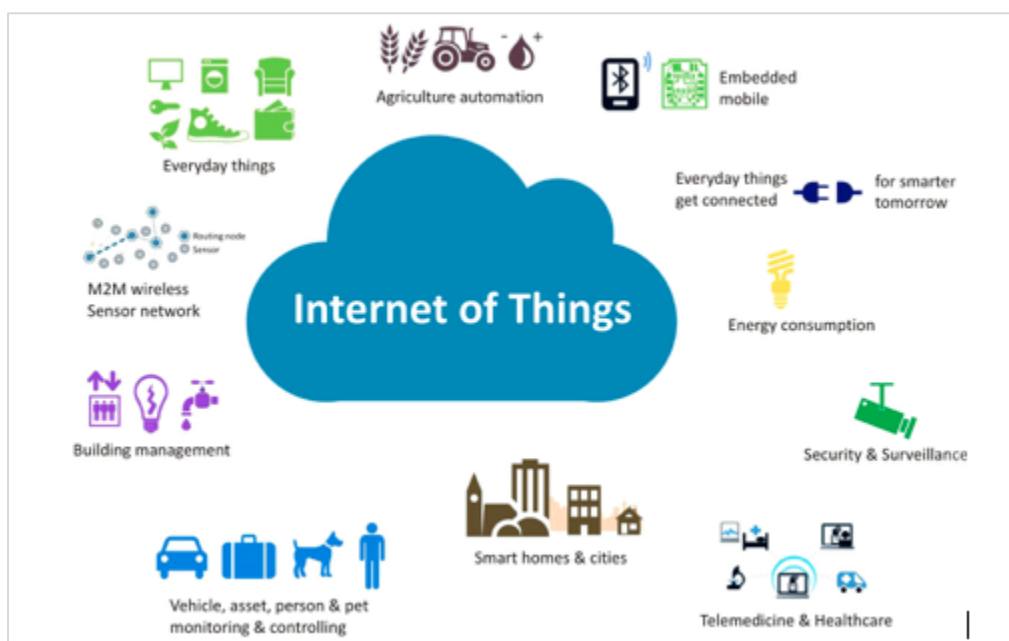 Agriculture automation
Embedded
mobile
Everyday things
Everyday things
get connected
for smarter
tomorrow
Routing node
Sensor
M2M wireless
Sensor network
Internet of Things
Energy consumption
Building management
Security & Surveillance
Smart homes & cities
Vehicle, asset, person & pet
monitoring & controlling
Telemedicine & Healthcare